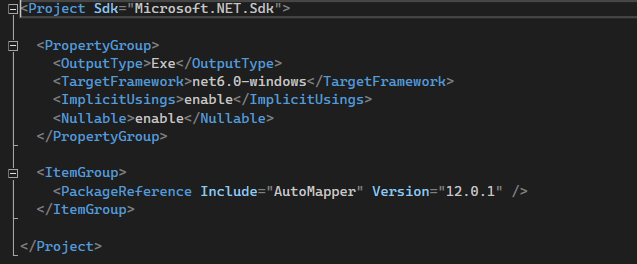 <Project Sdk="Microsoft.NET.Sdk">
<PropertyGroup>
<OutputType>Exe</OutputType>
<TargetFramework>net6.0-windows</TargetFramework>
<ImplicitUsings>enable</ImplicitUsings>
<Nullable>enable</Nullable>
</PropertyGroup>
<ItemGroup>
<PackageReference Include="AutoMapper" Version="12.0.1" />
</ItemGroup>
</Project>